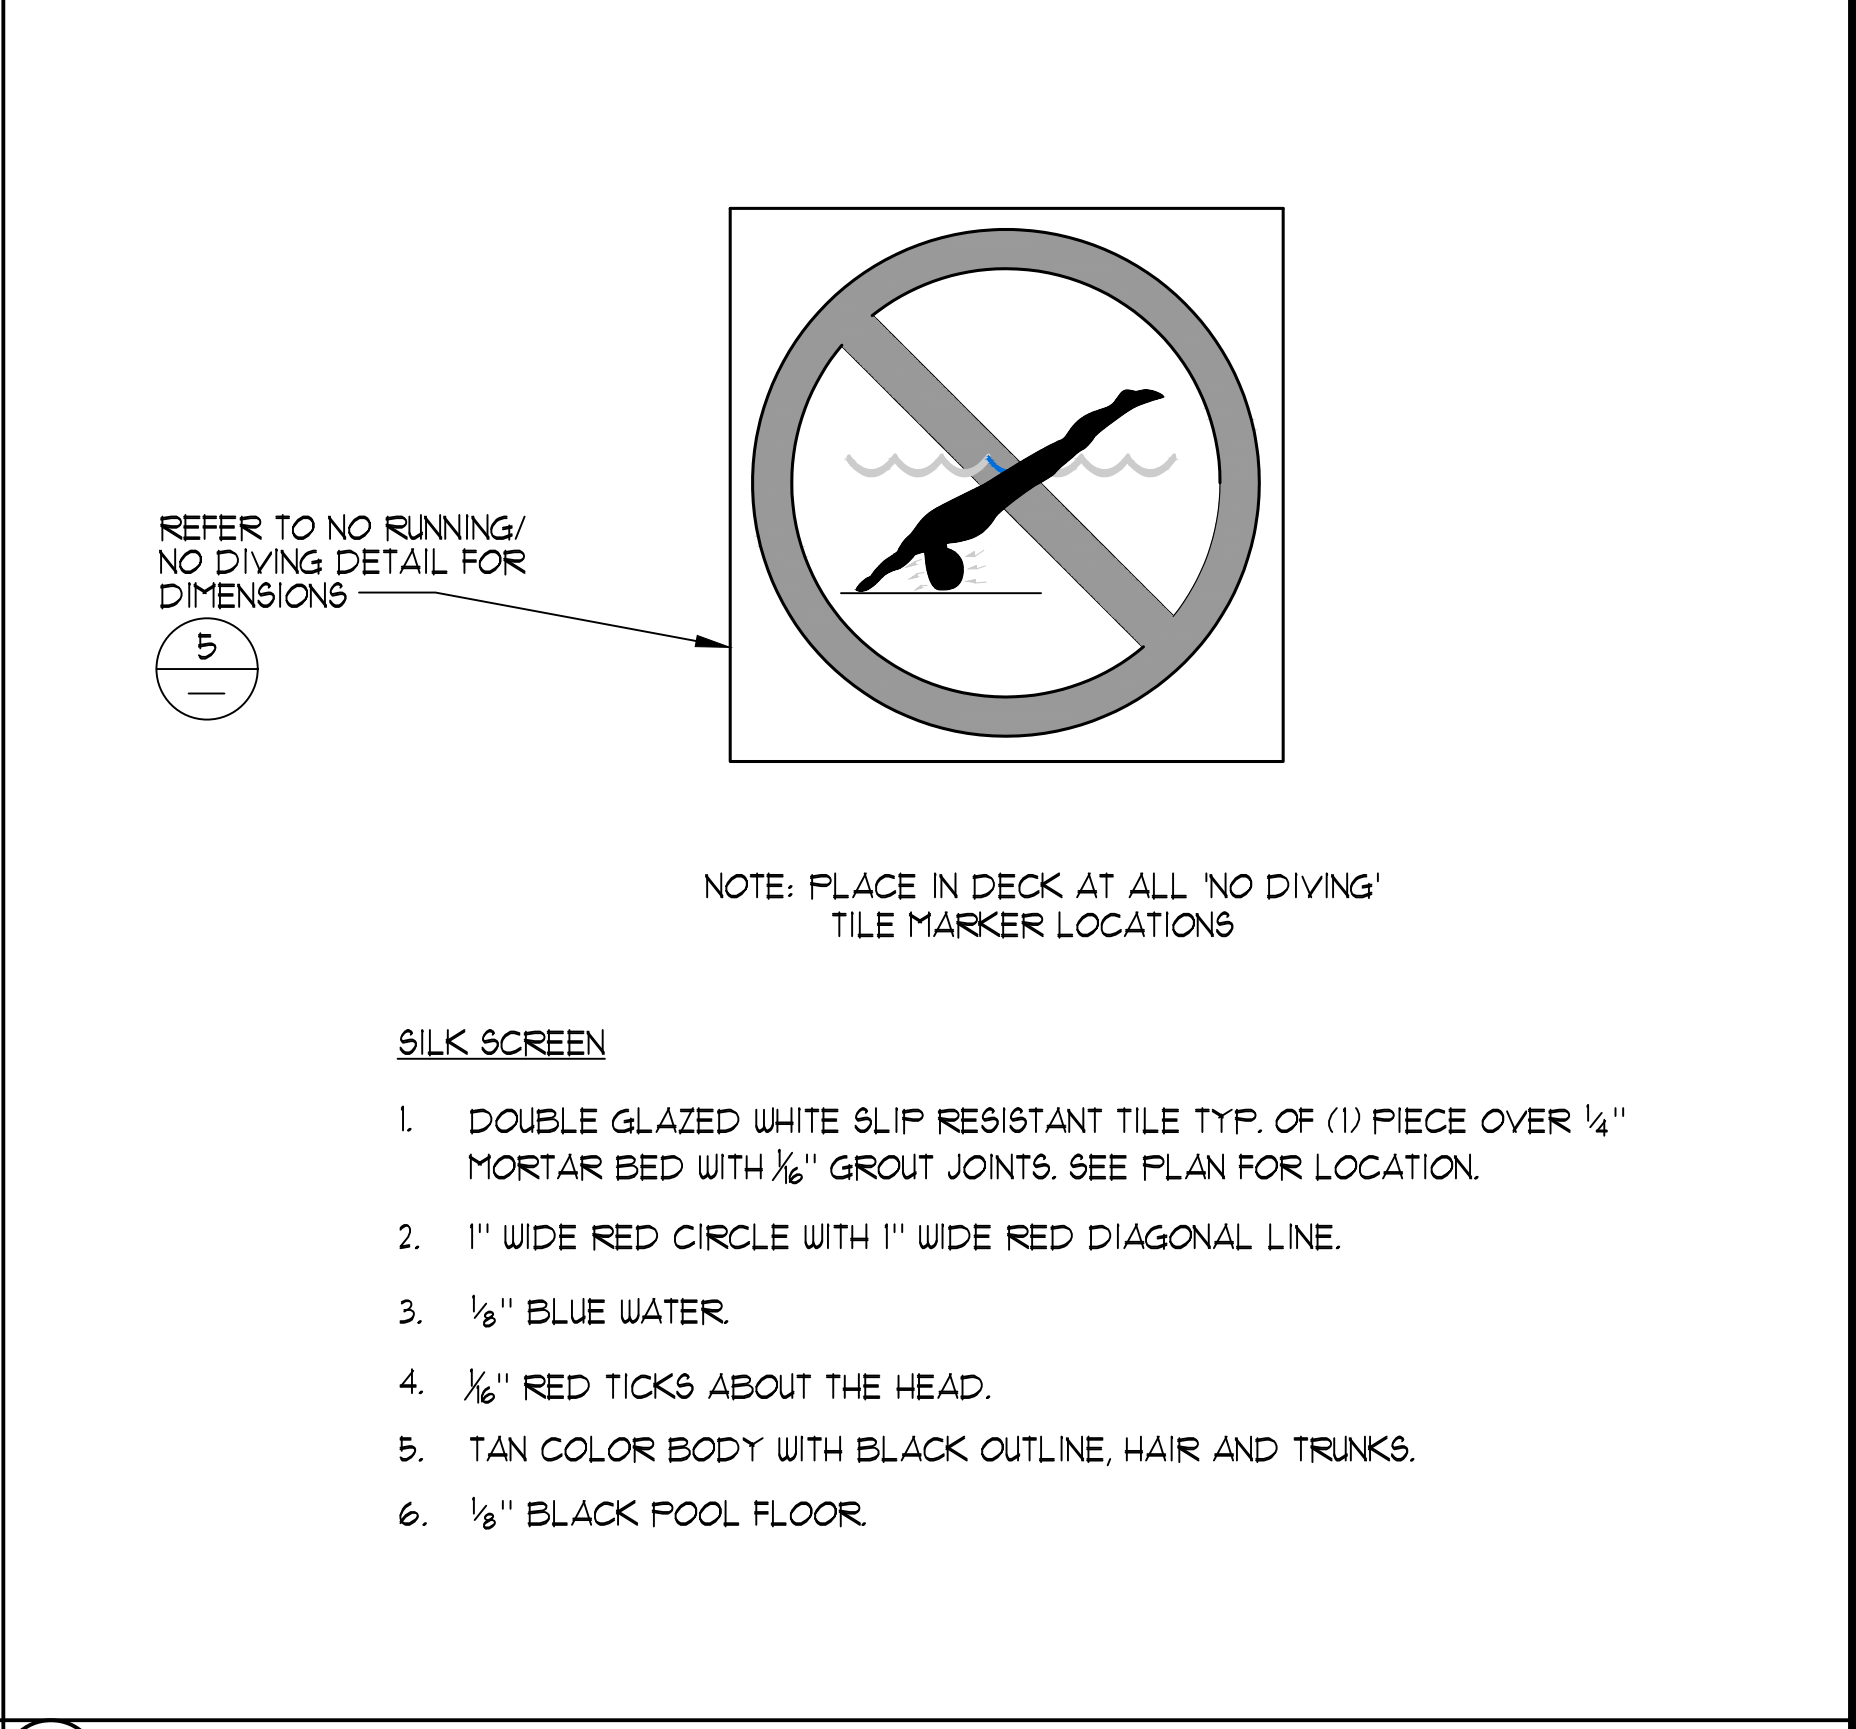 REFER TO NO RUNNING/
NO DIVING DETAIL FOR
DIMENSIONS
5
—
NOTE: PLACE IN DECK AT ALL 'NO DIVING'
TILE MARKER LOCATIONS
SILK SCREEN
1. DOUBLE GLAZED WHITE SLIP RESISTANT TILE TYP. OF (1) PIECE OVER 1/4"
MORTAR BED WITH 1/16" GROUT JOINTS. SEE PLAN FOR LOCATION.
2. 1" WIDE RED CIRCLE WITH 1" WIDE RED DIAGONAL LINE.
3. 1/8" BLUE WATER.
4. 1/16" RED TICKS ABOUT THE HEAD.
5. TAN COLOR BODY WITH BLACK OUTLINE, HAIR AND TRUNKS.
6. 1/8" BLACK POOL FLOOR.